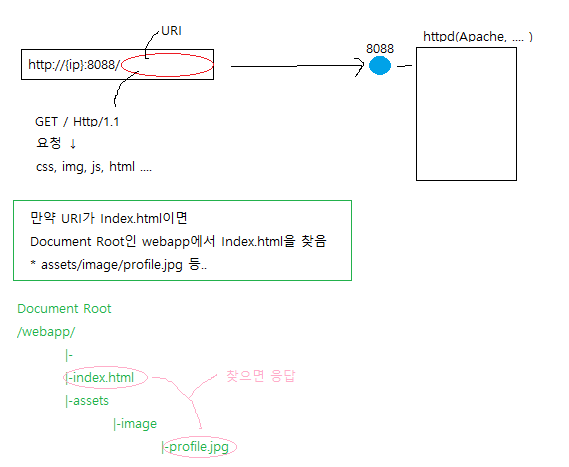 URI
httpd(Apache, .... )
8088
http://{ip}:8088/
GET / Http/1.1
요청 ↓
css, img, js, html ....
만약 URI가 Index.html이면
Document Root인 webapp에서 Index.html을 찾음
* assets/image/profile.jpg 등..
Document Root
/webapp/
|-
|-index.html
찾으면 응답
|-assets
|-image
|-profile.jpg